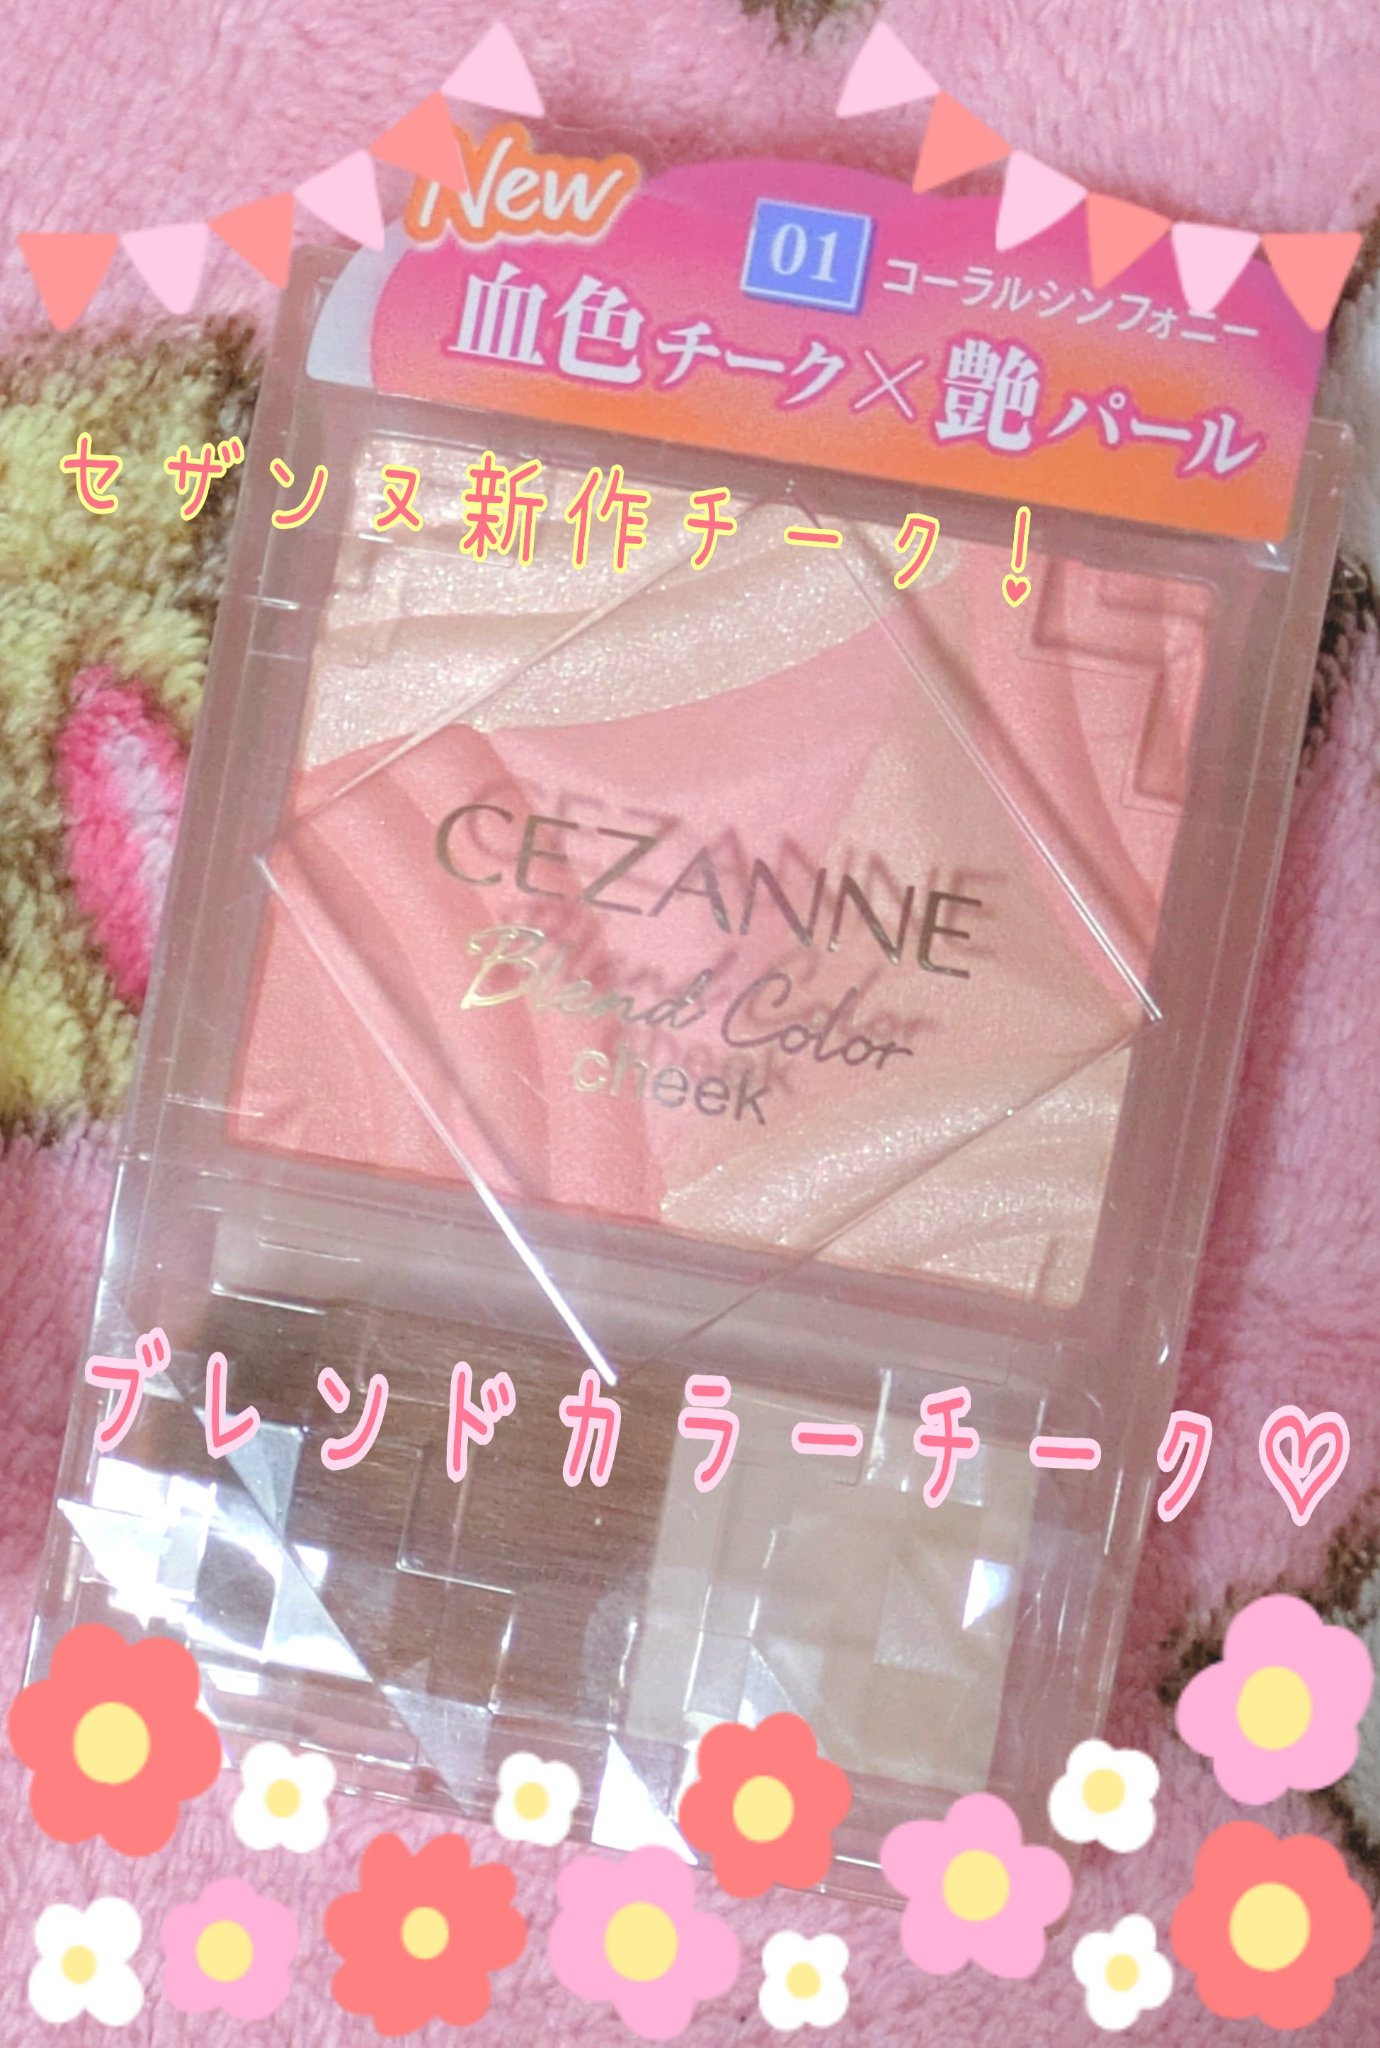 New
01 コーラルシンフォニー
血色チーク×艶パール
セザンヌ新作チーク!
CEZANNE
Blend Color
cheek
ブレンドカラーチーク♡